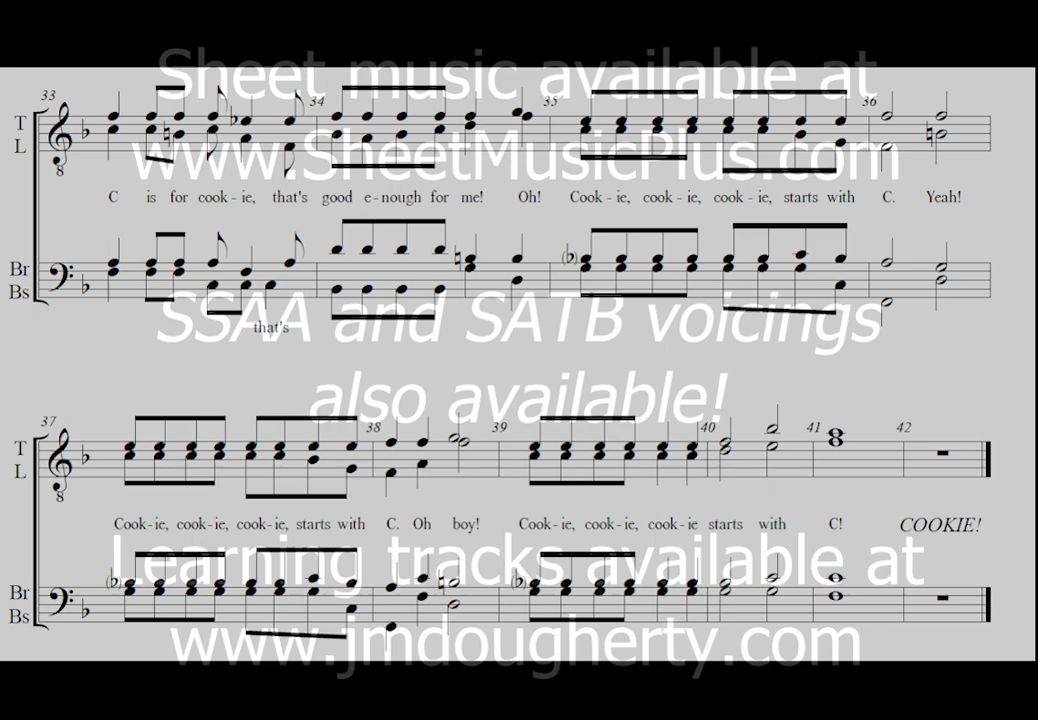 Sheet music available at
33 34 35 36
T
L
8
www.SheetMusicPlus.com
C is for cook - ie, that's good e - nough for me! Oh! Cook - ie, cook - ie, cook - ie, starts with C. Yeah!
Br
Bs
SSAA and SATB voicings
that's
also available!
37 38 39 40 41 42
T
L
8
Cook - ie, cook - ie, cook - ie, starts with C. Oh boy! Cook - ie, cook - ie, cook - ie starts with C! COOKIE!
Learning tracks available at
Br
Bs
www.jmdougherty.com